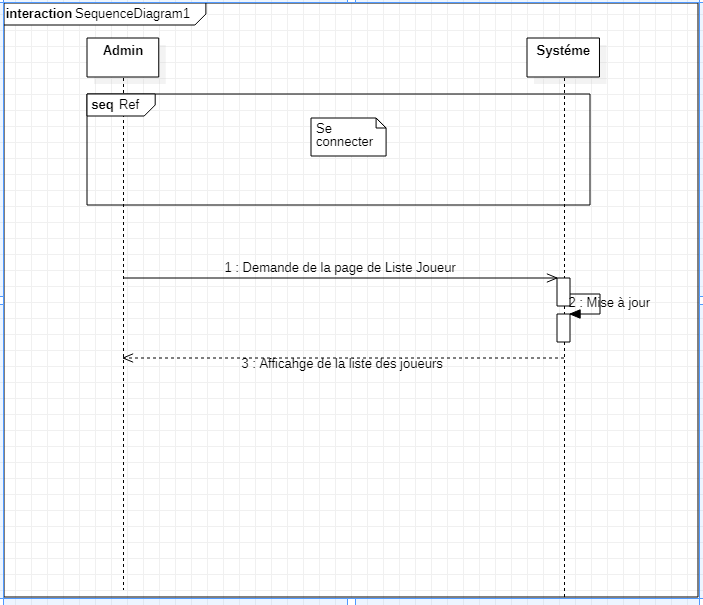 interaction SequenceDiagram1
Admin
Systéme
seq Ref
Se
connecter
1 : Demande de la page de Liste Joueur
2 : Mise à jour
3 : Afficahge de la liste des joueurs